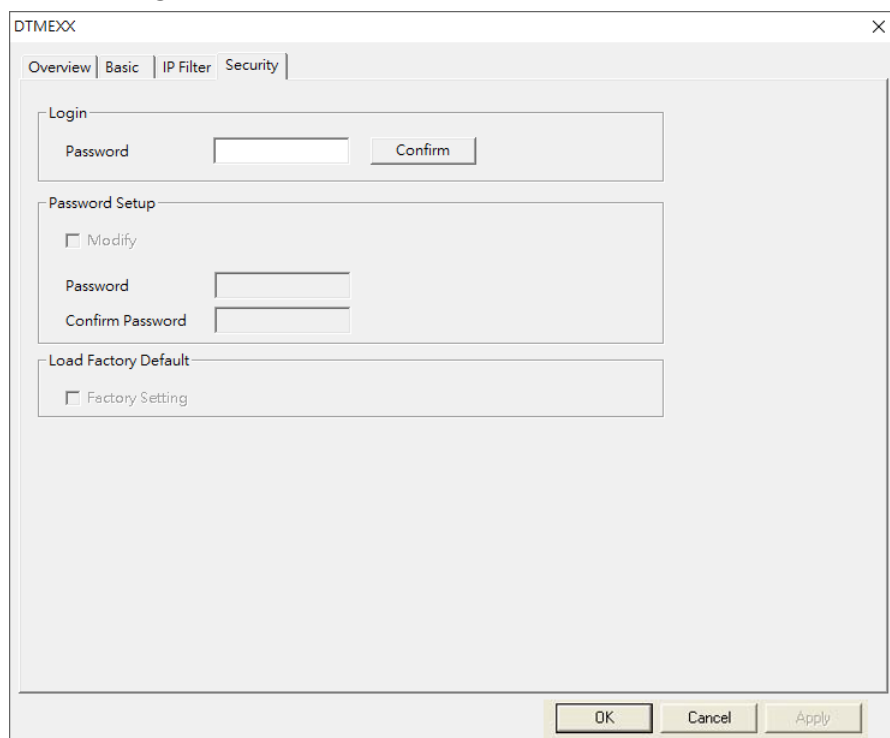 DTMEXX
Overview Basic IP Filter Security
Login
Password Confirm
Password Setup
Modify
Password
Confirm Password
Load Factory Default
Factory Setting
OK Cancel Apply